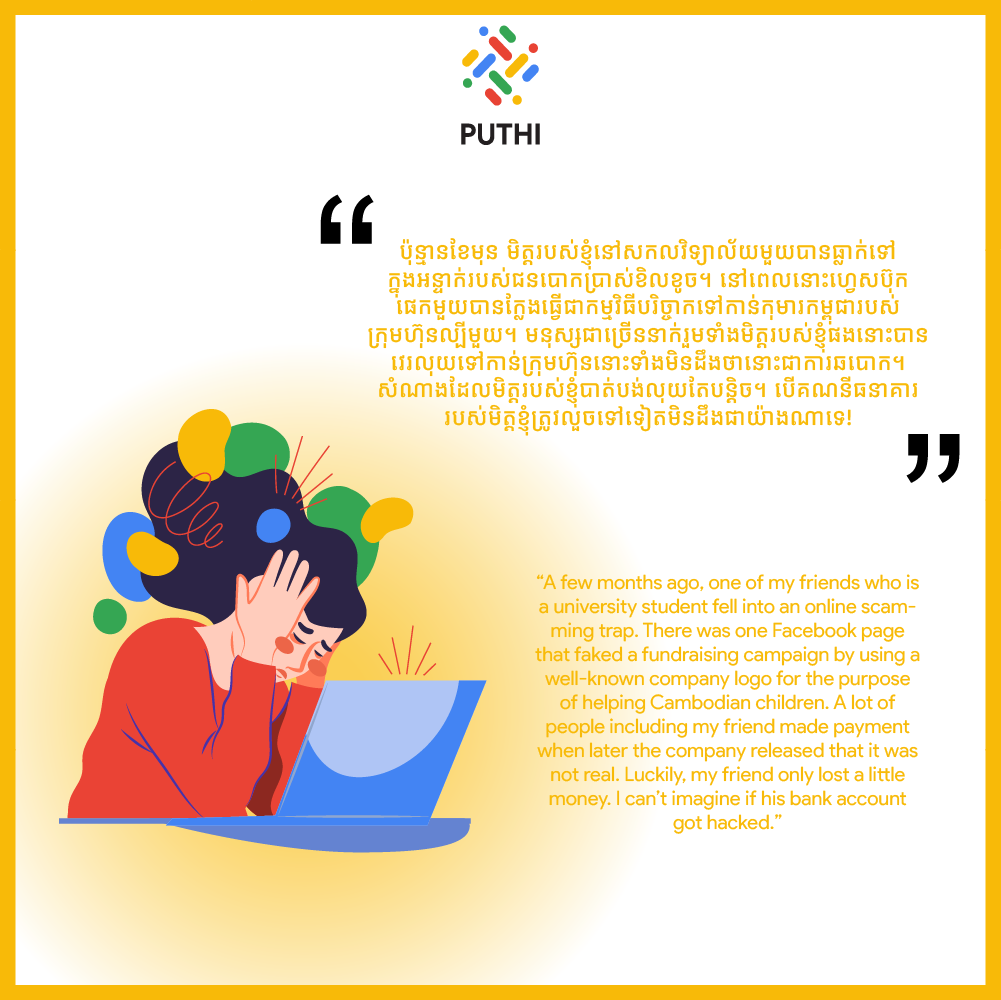 PUTHI
“
ប៉ុន្មានខែមុន មិត្តរបស់ខ្ញុំនៅសកលវិទ្យាល័យមួយបានធ្លាក់ទៅ
ក្នុងអន្ទាក់របស់ជនបោកប្រាស់ខិលខូច។ នៅពេលនោះហ្វេសប៊ុក
ផេកមួយបានក្លែងធ្វើជាកម្មវិធីបរិច្ចាកទៅកាន់កុមារកម្ពុជារបស់
ក្រុមហ៊ុនល្បីមួយ។ មនុស្សជាច្រើននាក់រួមទាំងមិត្តរបស់ខ្ញុំផងនោះបាន
វេរលុយទៅកាន់ក្រុមហ៊ុននោះទាំងមិនដឹងថានោះជាការឆបោក។
សំណាងដែលមិត្តរបស់ខ្ញុំបាត់បង់លុយតែបន្តិច។ បើគណនីធនាគារ
របស់មិត្តខ្ញុំត្រូវលួចទៅទៀតមិនដឹងជាយ៉ាងណាទេ!
”
“A few months ago, one of my friends who is
a university student fell into an online scam-
ming trap. There was one Facebook page
that faked a fundraising campaign by using a
well-known company logo for the purpose
of helping Cambodian children. A lot of
people including my friend made payment
when later the company released that it was
not real. Luckily, my friend only lost a little
money. I can’t imagine if his bank account
got hacked.”